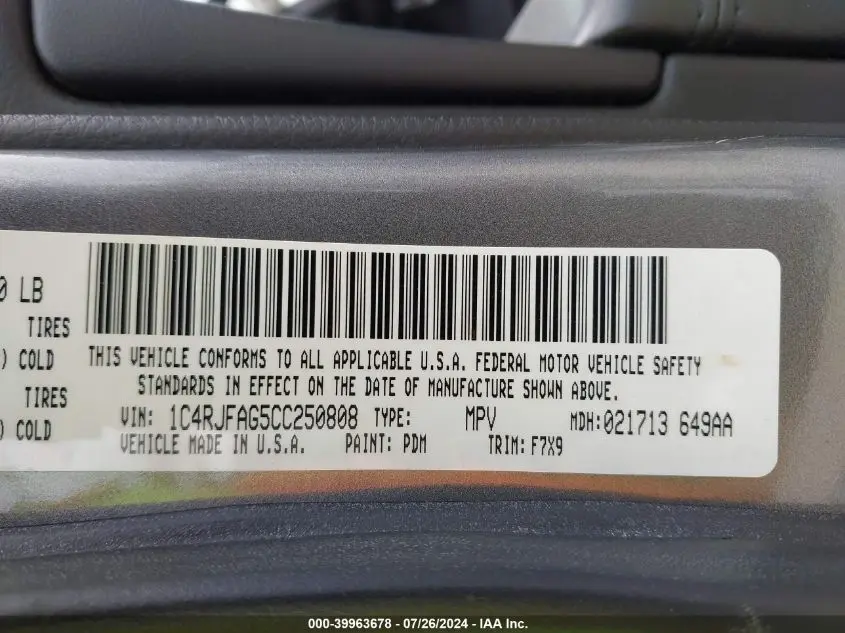 0 LB
TIRES
) COLD
TIRES
) COLD
THIS VEHICLE CONFORMS TO ALL APPLICABLE U.S.A. FEDERAL MOTOR VEHICLE SAFETY
STANDARDS IN EFFECT ON THE DATE OF MANUFACTURE SHOWN ABOVE.
VIN: 1C4RJFAG5CC250808 TYPE: MPV MDH:021713 649AA
VEHICLE MADE IN U.S.A. PAINT: PDM TRIM: F7X9
000-39963678 / 07/26/2024 - IAA Inc.